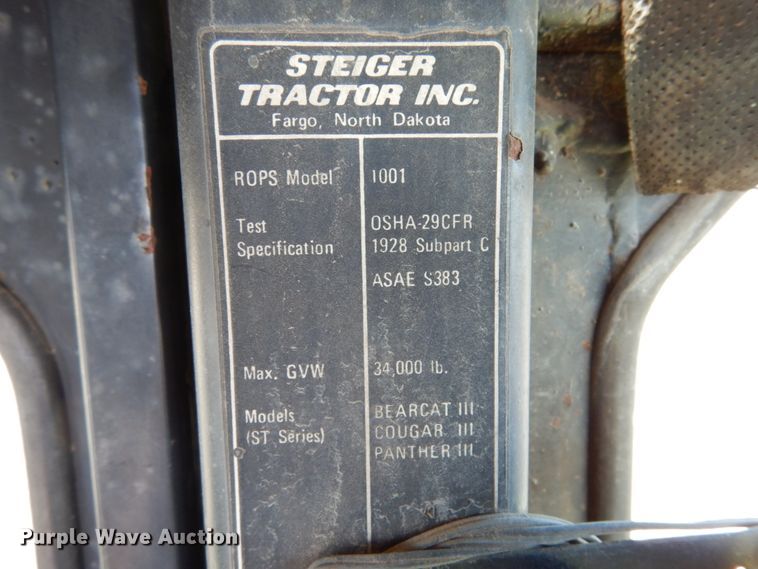 STEIGER
TRACTOR INC.
Fargo, North Dakota
ROPS Model 1001
Test OSHA-29CFR
Specification 1928 Subpart C
ASAE S383
Max. GVW 34,000 lb.
Models BEARCAT III
(ST Series) COUGAR III
PANTHER III
Purple Wave Auction